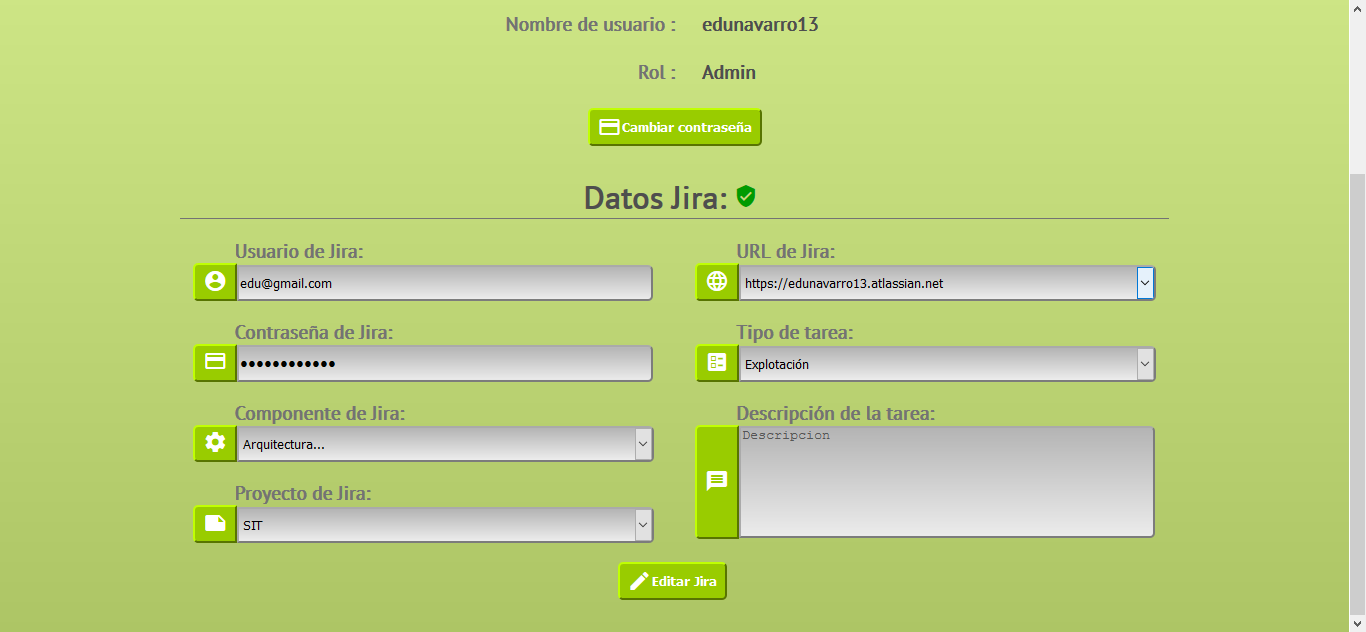 Nombre de usuario : edunavarro13
Rol : Admin
Cambiar contraseña
Datos Jira:
Usuario de Jira:
edu@gmail.com
Contraseña de Jira:
••••••••••••
Componente de Jira:
Arquitectura...
Proyecto de Jira:
SIT
URL de Jira:
https://edunavarro13.atlassian.net
Tipo de tarea:
Explotación
Descripción de la tarea:
Descripcion
Editar Jira